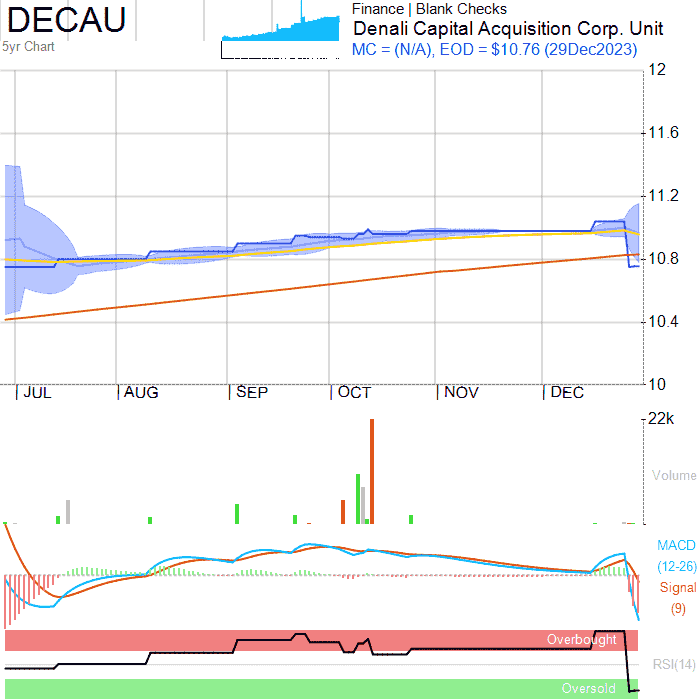 DECAU
5yr Chart
Finance | Blank Checks
Denali Capital Acquisition Corp. Unit
MC = (N/A), EOD = $10.76 (29Dec2023)
12
11.6
11.2
10.8
10.4
10
JUL AUG SEP OCT NOV DEC
22k
Volume
MACD
(12-26)
Signal
(9)
Overbought
RSI(14)
Oversold